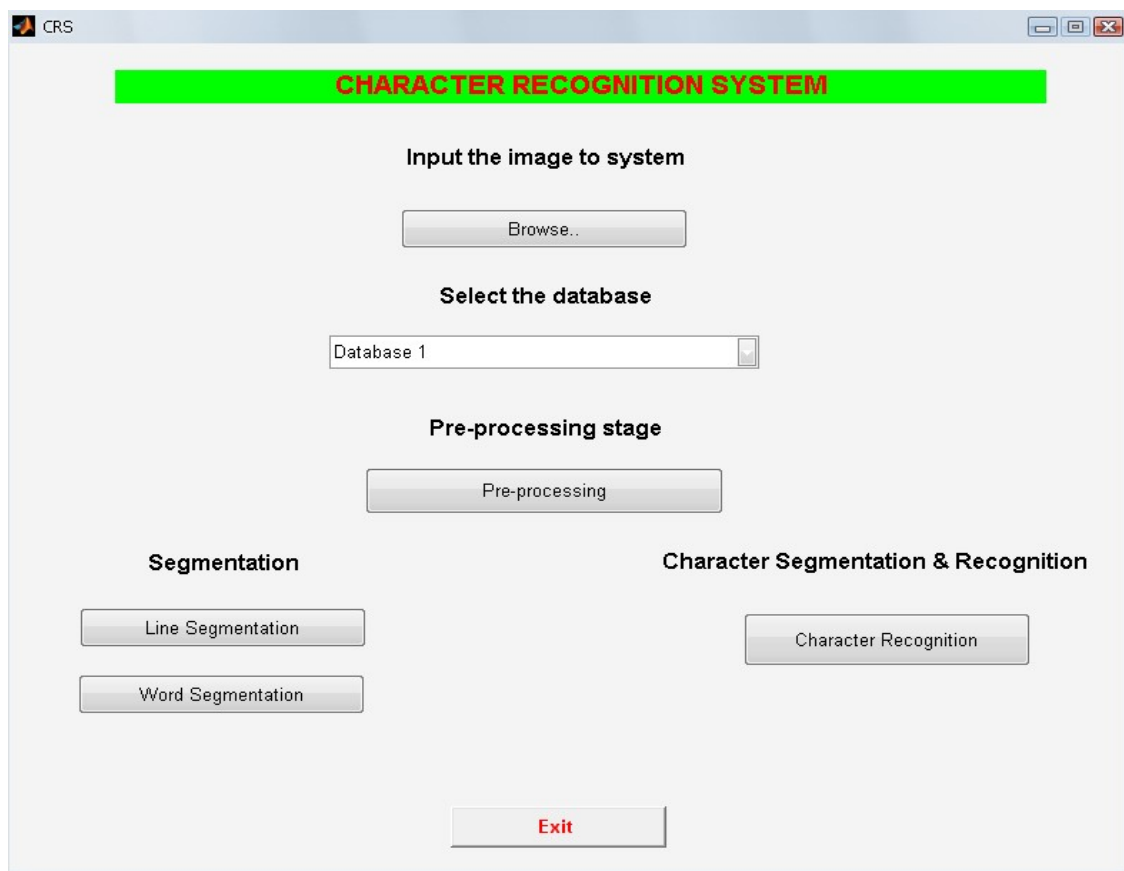 CRS
CHARACTER RECOGNITION SYSTEM
Input the image to system
Browse..
Select the database
Database 1
Pre-processing stage
Pre-processing
Segmentation
Line Segmentation
Word Segmentation
Character Segmentation & Recognition
Character Recognition
Exit